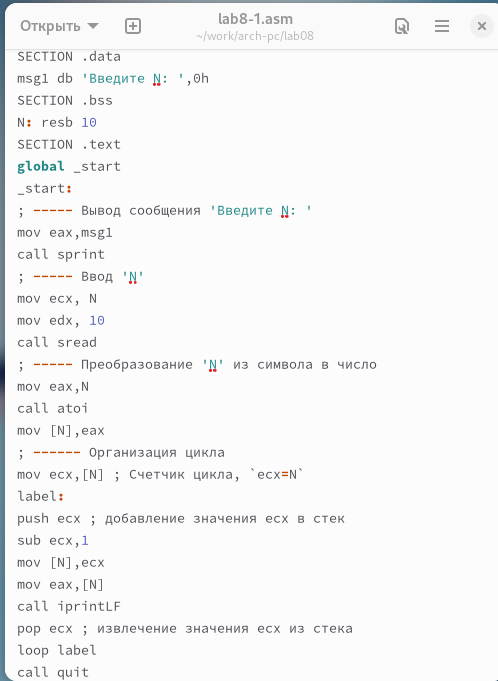 Открыть
lab8-1.asm
~/work/arch-pc/lab08
SECTION .data
msg1 db 'Введите N: ',0h
SECTION .bss
N: resb 10
SECTION .text
global _start
_start:
; ----- Вывод сообщения 'Введите N: '
mov eax,msg1
call sprint
; ----- Ввод 'N'
mov ecx, N
mov edx, 10
call sread
; ----- Преобразование 'N' из символа в число
mov eax,N
call atoi
mov [N],eax
; ------ Организация цикла
mov ecx,[N] ; Счетчик цикла, `ecx=N`
label:
push ecx ; добавление значения ecx в стек
sub ecx,1
mov [N],ecx
mov eax,[N]
call iprintLF
pop ecx ; извлечение значения ecx из стека
loop label
call quit